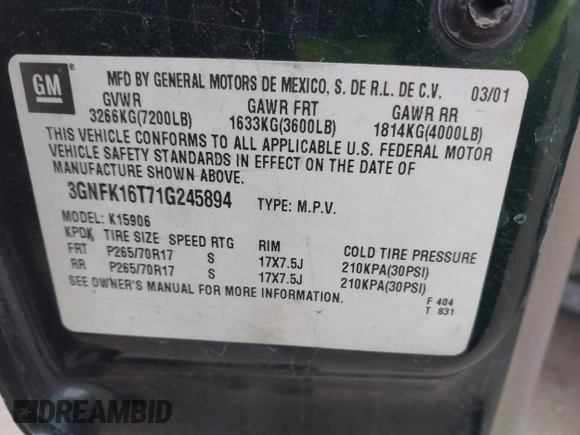 GM ®
MFD BY GENERAL MOTORS DE MEXICO, S. DE R.L. DE C.V. 03/01
GVWR GAWR FRT GAWR RR
3266KG(7200LB) 1633KG(3600LB) 1814KG(4000LB)
THIS VEHICLE CONFORMS TO ALL APPLICABLE U.S. FEDERAL MOTOR
VEHICLE SAFETY STANDARDS IN EFFECT ON THE DATE OF
MANUFACTURE SHOWN ABOVE.
3GNFK16T71G245894 TYPE: M.P.V.
MODEL: K15906
KPDK TIRE SIZE SPEED RTG RIM COLD TIRE PRESSURE
FRT P265/70R17 S 17X7.5J 210KPA(30PSI)
RR P265/70R17 S 17X7.5J 210KPA(30PSI)
SEE OWNER'S MANUAL FOR MORE INFORMATION.
F 404
T 831
DREAMBID